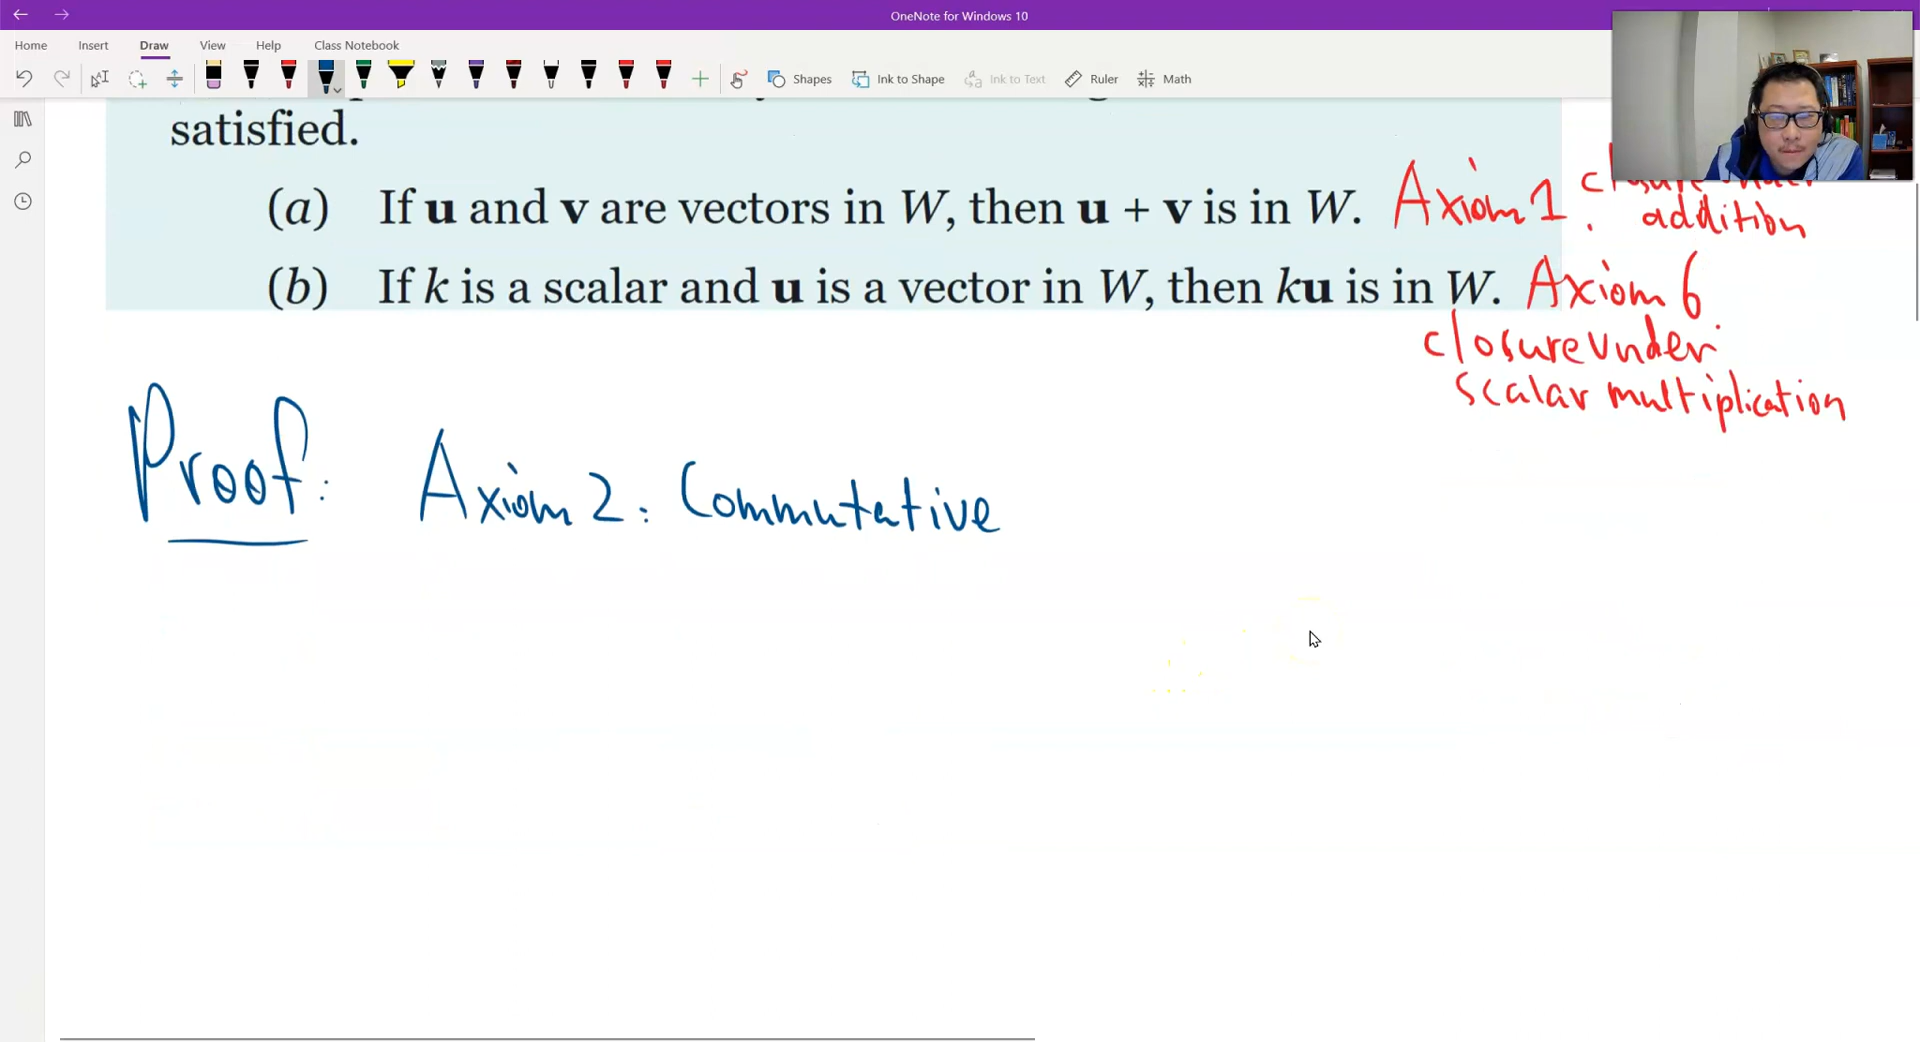 OneNote for Windows 10
Home Insert Draw View Help Class Notebook
Shapes Ink to Shape Ink to Text Ruler Math
satisfied.
(a) If u and v are vectors in W, then u + v is in W. Axiom 1.
addition
(b) If k is a scalar and u is a vector in W, then ku is in W. Axiom 6
closure under
scalar multiplication
Proof: Axiom 2: Commutative